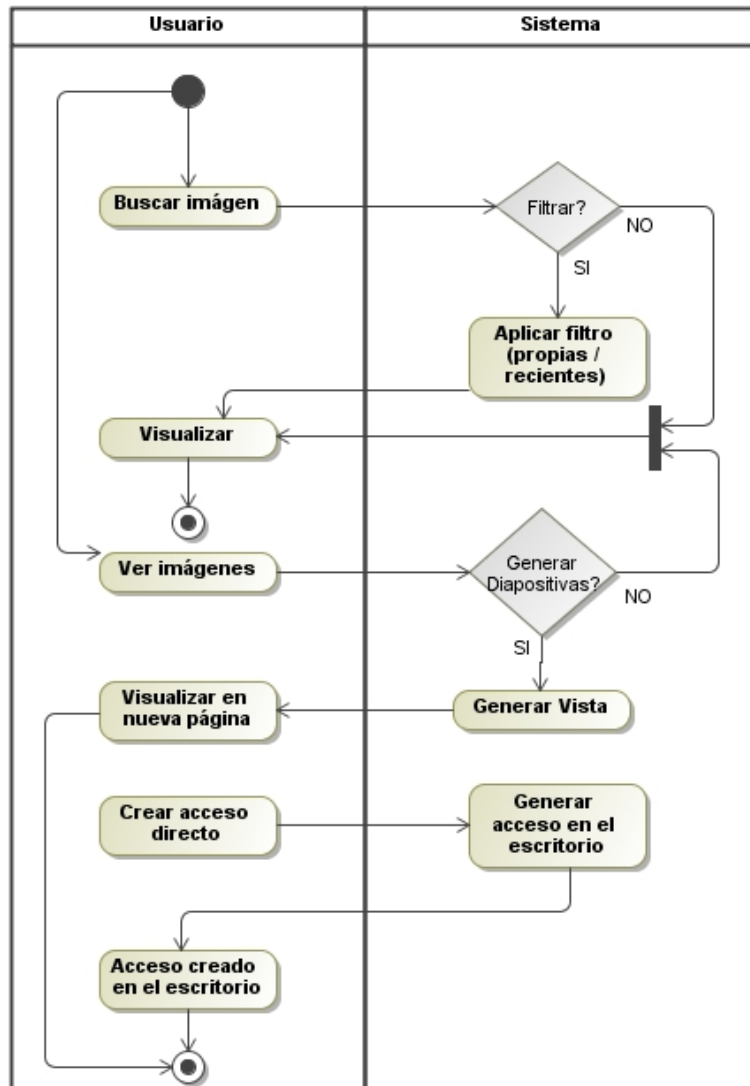 Usuario
Sistema
Buscar imágen
Filtrar?
NO
SI
Aplicar filtro
(propias /
recientes)
Visualizar
Ver imágenes
Generar
Diapositivas?
NO
SI
Visualizar en
nueva página
Generar Vista
Crear acceso
directo
Generar
acceso en el
escritorio
Acceso creado
en el escritorio